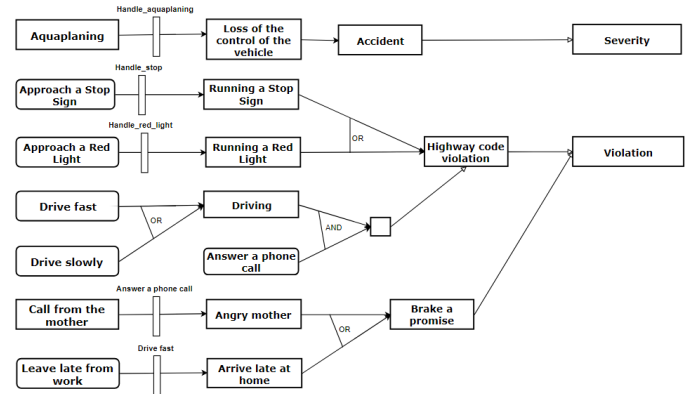 Handle_aquaplaning
Aquaplaning
Loss of the
control of the
vehicle
Accident
Severity
Handle_stop
Approach a Stop
Sign
Running a Stop
Sign
Handle_red_light
OR
Approach a Red
Light
Running a Red
Light
Highway code
violation
Violation
Drive fast
OR
Driving
AND
Drive slowly
Answer a phone
call
Answer a phone call
Call from the
mother
Angry mother
OR
Brake a
promise
Drive fast
Leave late from
work
Arrive late at
home